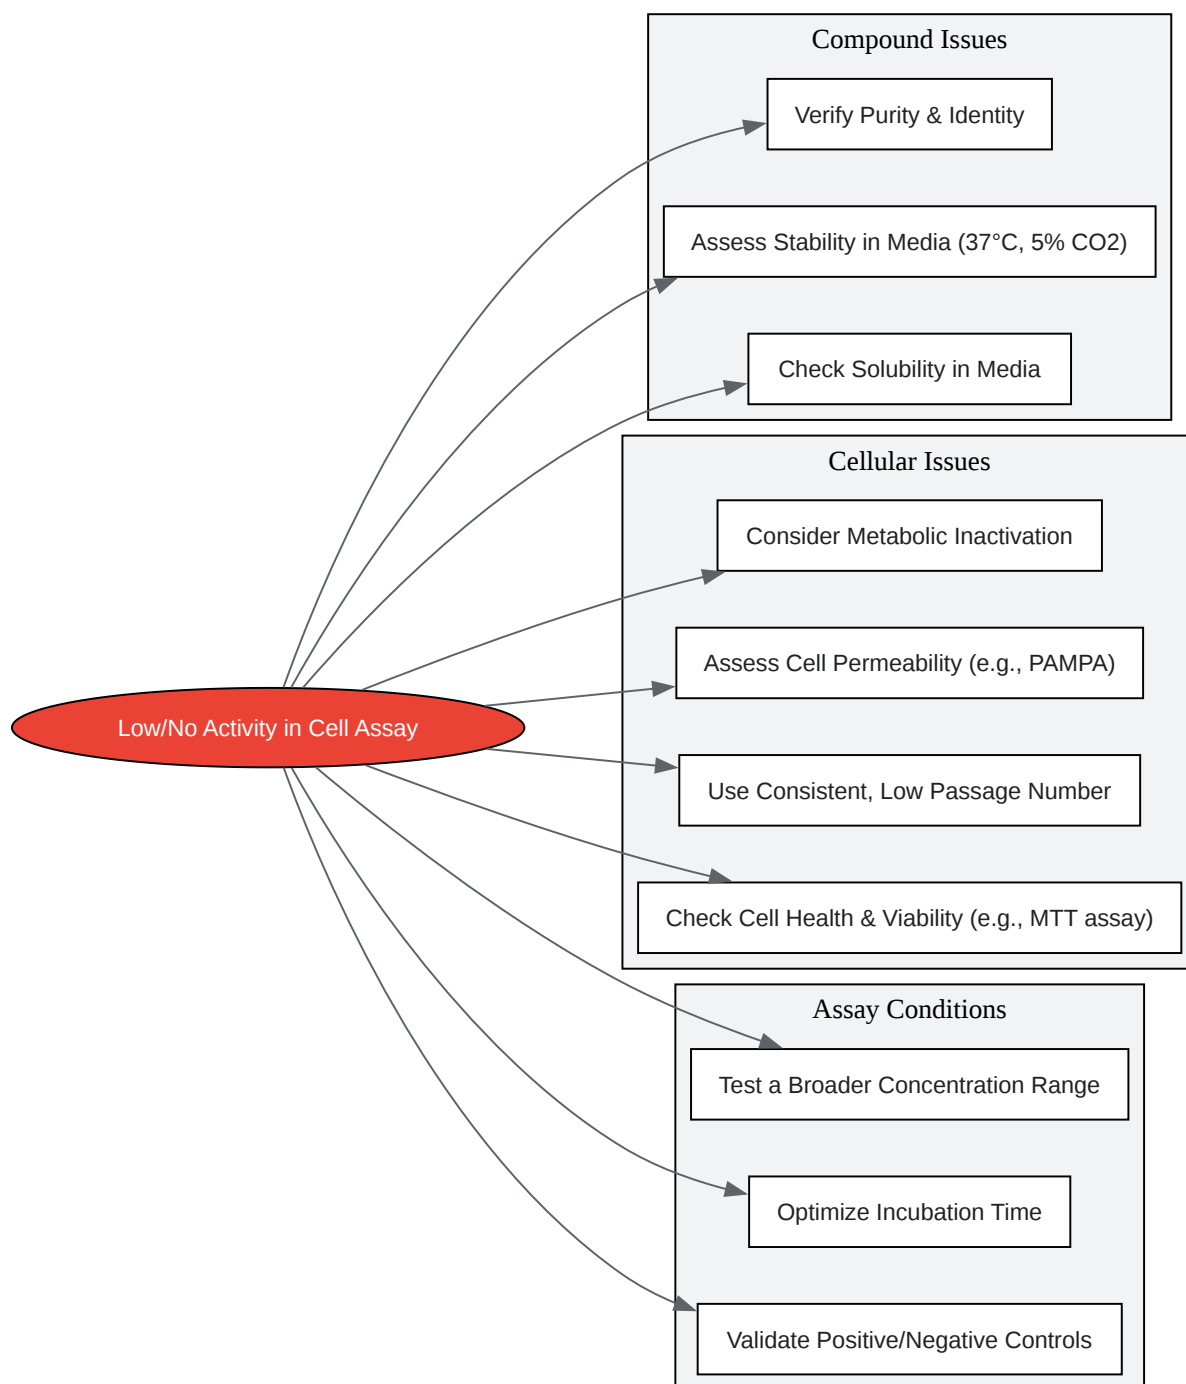 Compound Issues
Verify Purity & Identity
Assess Stability in Media (37°C, 5% CO2)
Check Solubility in Media
Cellular Issues
Consider Metabolic Inactivation
Assess Cell Permeability (e.g., PAMPA)
Low/No Activity in Cell Assay
Use Consistent, Low Passage Number
Check Cell Health & Viability (e.g., MTT assay)
Assay Conditions
Test a Broader Concentration Range
Optimize Incubation Time
Validate Positive/Negative Controls